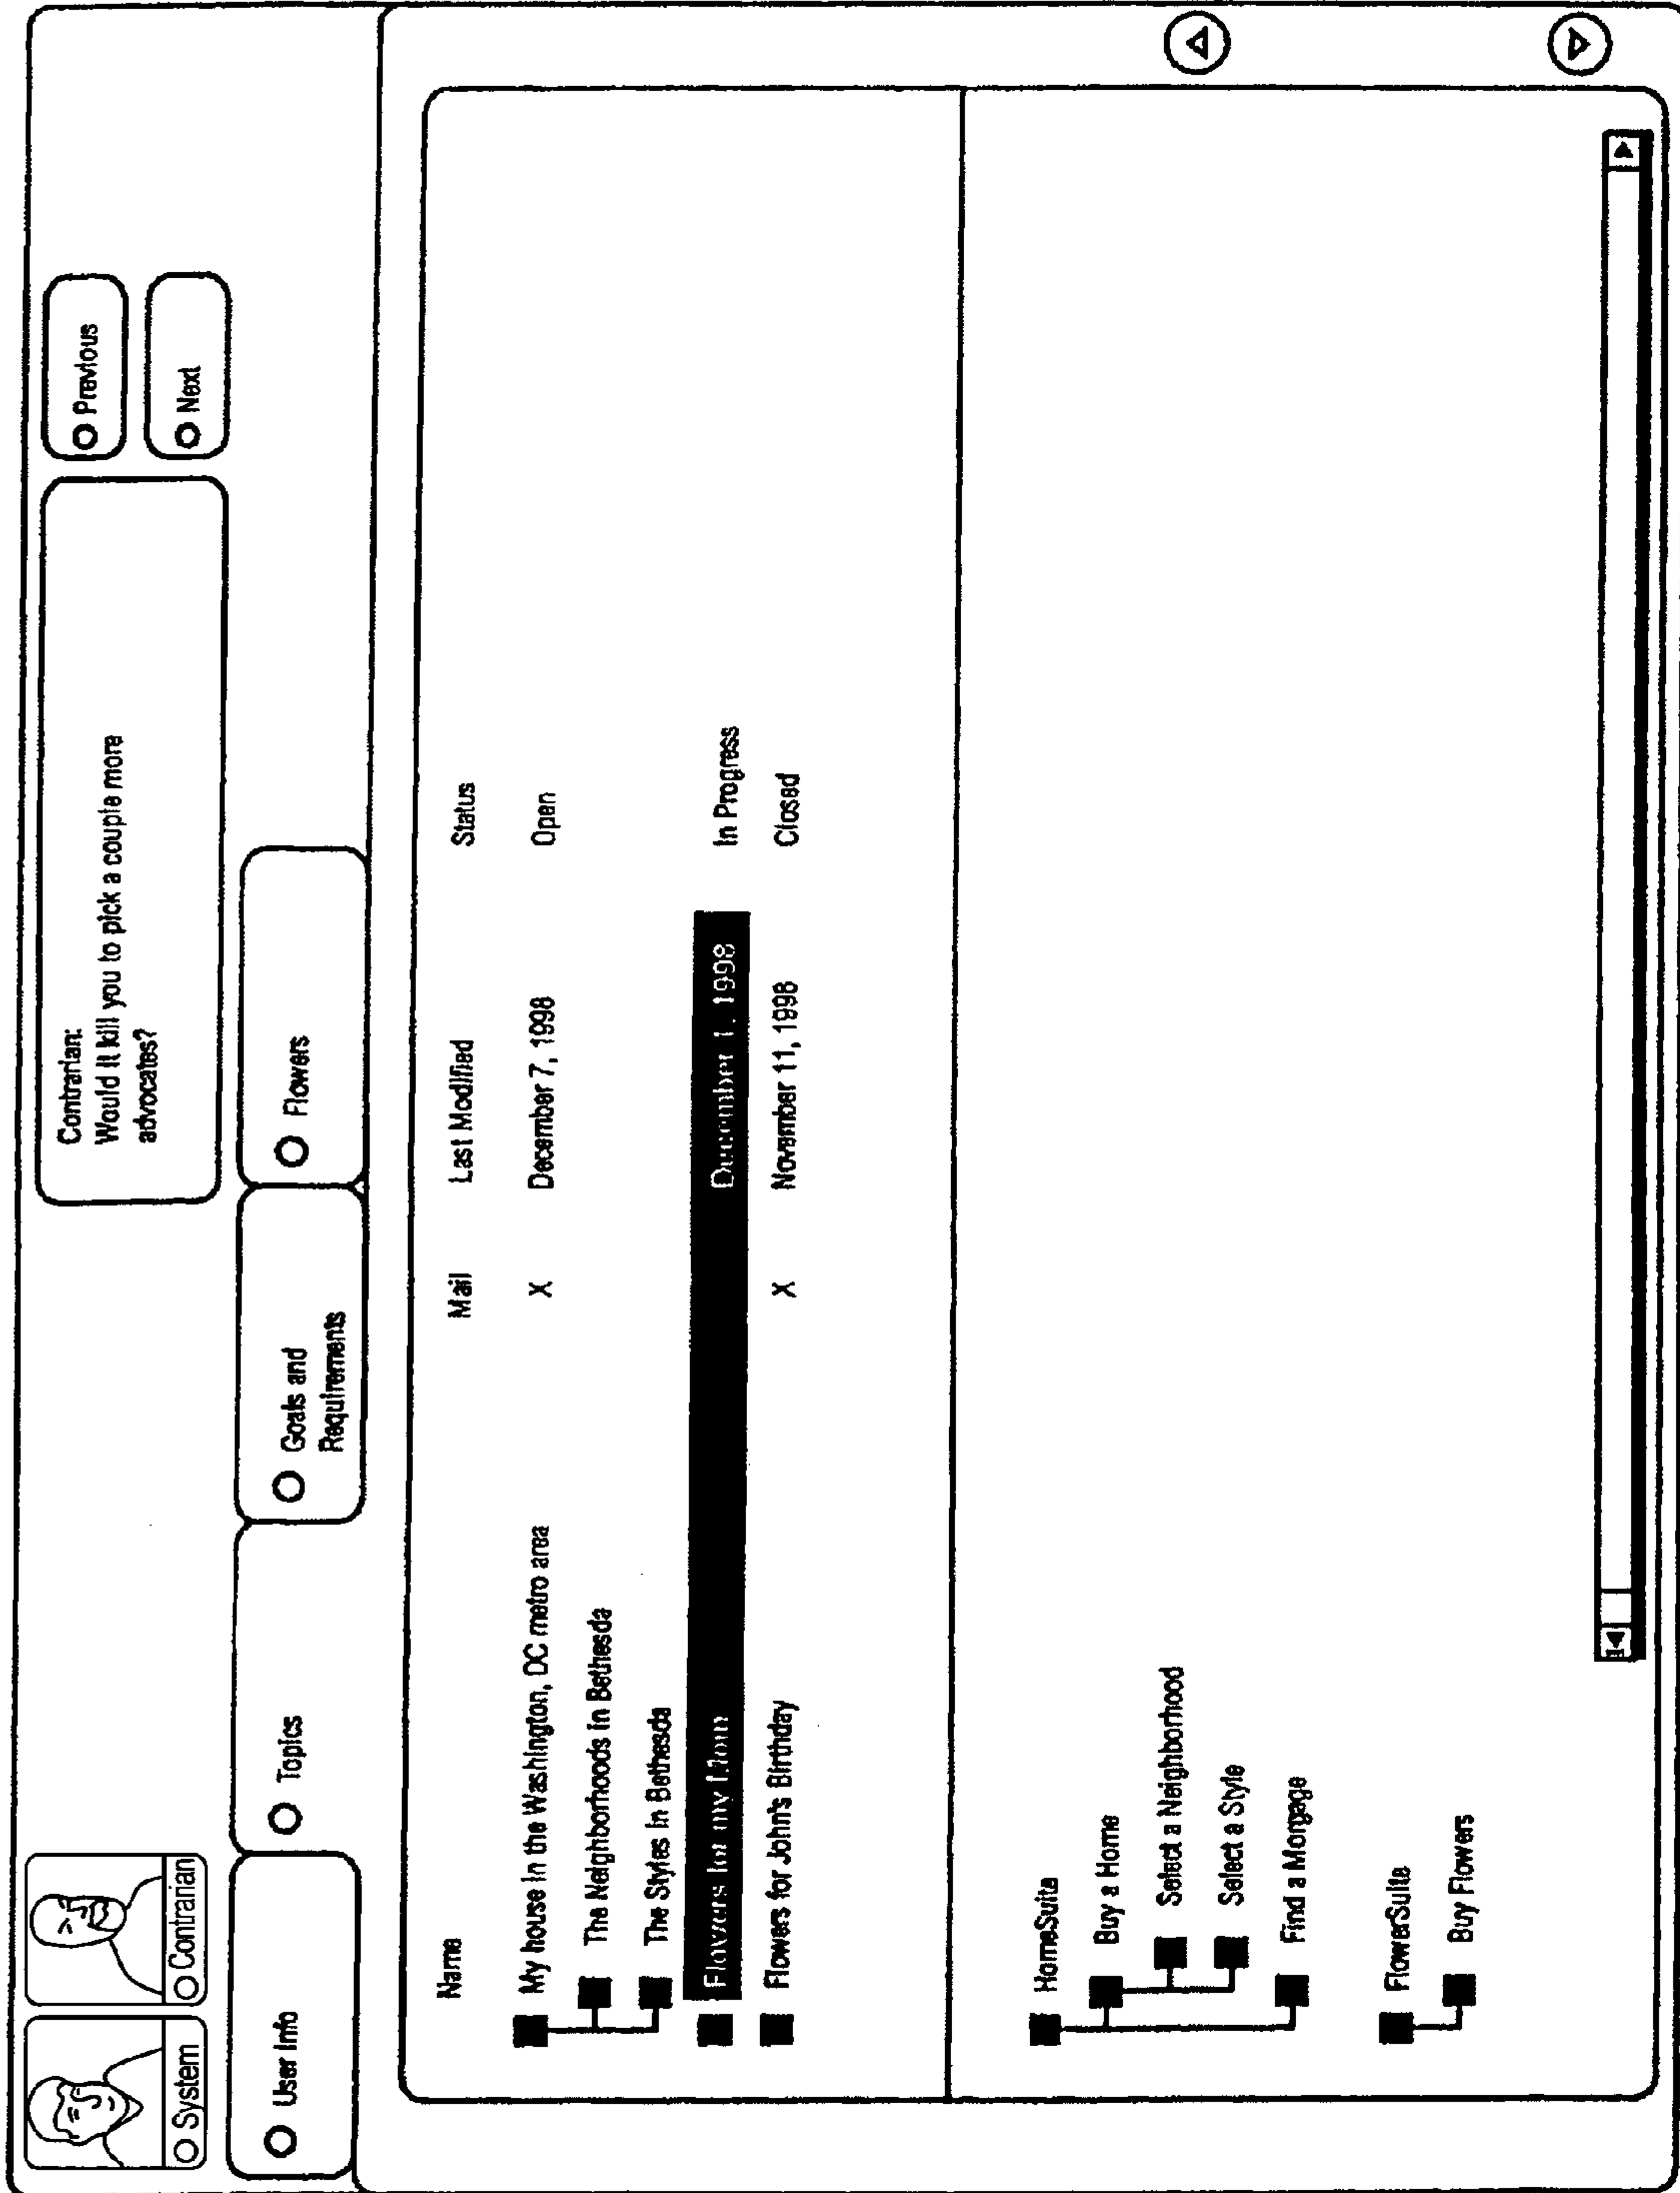 System
Contrarian
Contrarian:
Would it kill you to pick a couple more
advocates?
Previous
Next
User Info
Topics
Goals and
Requirements
Flowers
Name Mail Last Modified Status
My house in the Washington, DC metro area X December 7, 1998 Open
The Neighborhoods in Bethesda
The Styles in Bethesda
Flowers for my Mom December 1, 1998 In Progress
Flowers for John's Birthday X November 11, 1998 Closed
HomeSuite
Buy a Home
Select a Neighborhood
Select a Style
Find a Morgage
FlowerSuite
Buy Flowers